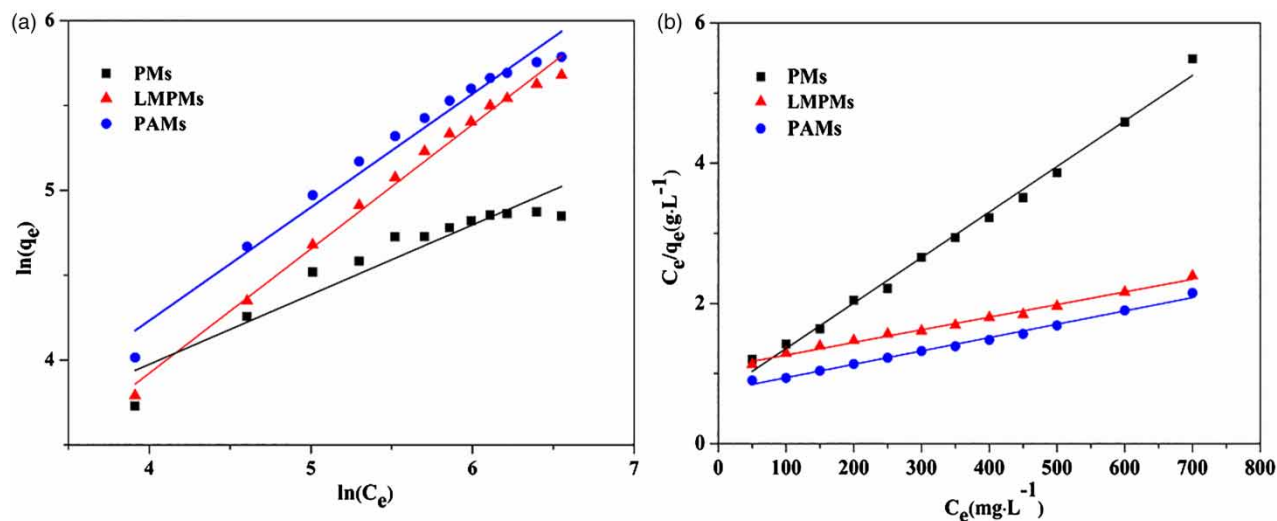 (a)
6
5
4
ln(qe)
PMs
LMPMs
PAMs
4
5
6
7
ln(Ce)
(b)
6
4
2
0
Ce/qe(g·L-1)
PMs
LMPMs
PAMs
0 100 200 300 400 500 600 700 800
Ce(mg·L-1)